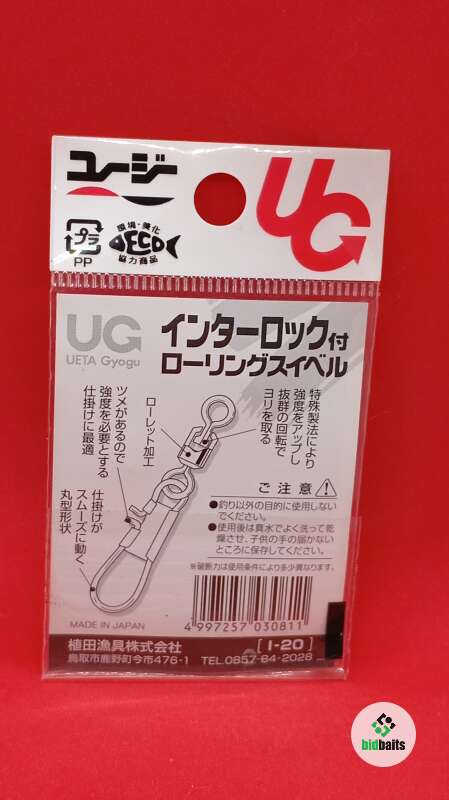 ユージー
UG
プラ
PP
環境・美化
ECO
協力商品
UG
UETA Gyogu
インターロック付
ローリングスイベル
特殊製法により
強度をアップし
抜群の回転で
ヨリを取る
ローレット加工
ツメがあるので
強度を必要とする
仕掛けに最適
仕掛けが
スムーズに動く
丸型形状
ご注意
●釣り以外の目的に使用しない
でください。
●使用後は真水でよく洗って乾
燥させ、子供の手の届かない
ところに保存してください。
※破断力は使用条件により多少異なります。
MADE IN JAPAN
4 997257 030811
植田漁具株式会社
[I-20]
鳥取市鹿野町今市476-1 TEL.0857-84-2028
bidbaits